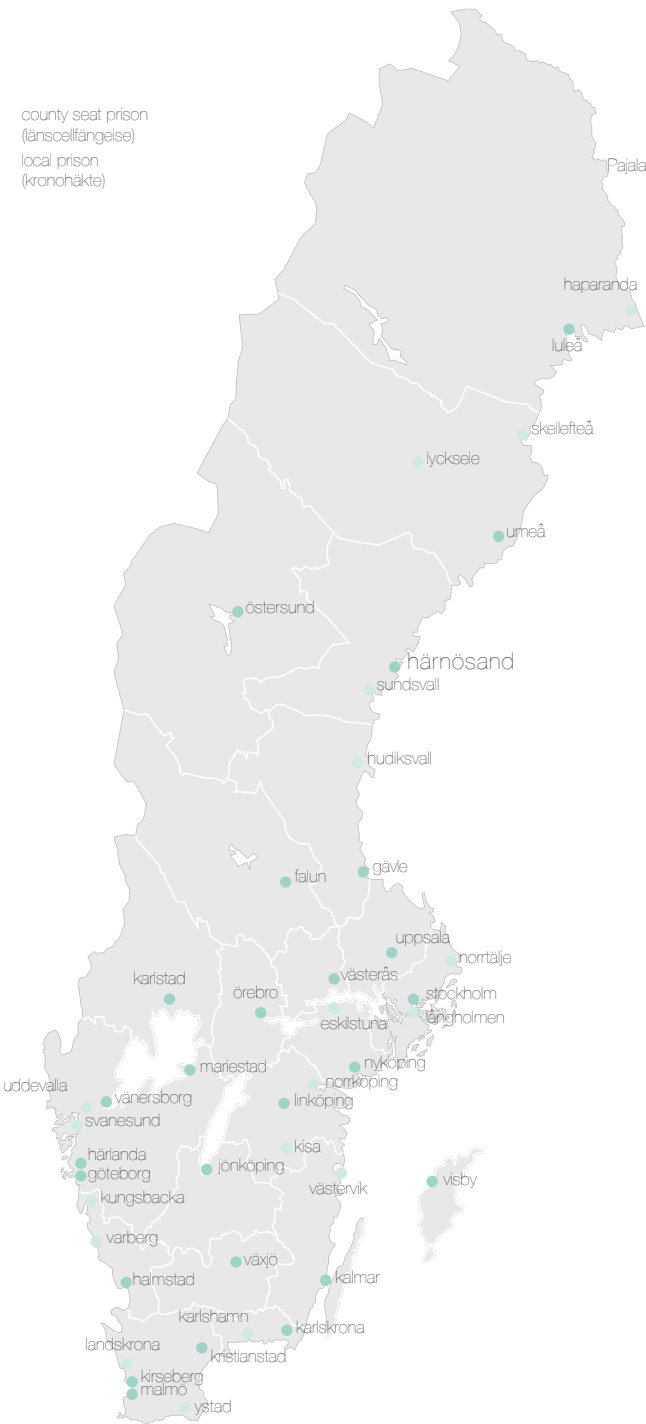 county seat prison
(länscellfängelse)
local prison
(kronohäkte)
Pajala
haparanda
luleå
skellefteå
lycksele
umeå
östersund
härnösand
sundsvall
hudiksvall
gävle
falun
uppsala
norrtälje
västerås
karlstad
örebro
stockholm
långholmen
eskilstuna
nyköping
mariestad
norrköping
uddevalla
vänersborg
linköping
svanesund
kisa
härlanda
jönköping
göteborg
visby
västervik
kungsbacka
varberg
växjö
halmstad
kalmar
karlshamn
karlskrona
landskrona
kristianstad
kirseberg
malmö
ystad